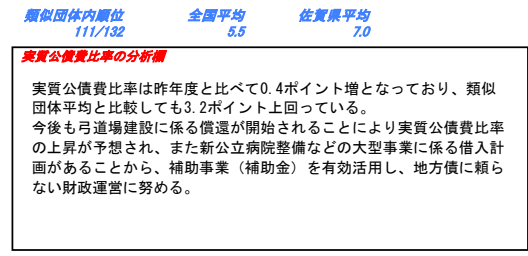 類似団体内順位 全国平均 佐賀県平均
111/132 5.5 7.0
実質公債費比率の分析欄
実質公債費比率は昨年度と比べて0.4ポイント増となっており、類似
団体平均と比較しても3.2ポイント上回っている。
今後も弓道場建設に係る償還が開始されることにより実質公債費比率
の上昇が予想され、また新公立病院整備などの大型事業に係る借入計
画があることから、補助事業（補助金）を有効活用し、地方債に頼ら
ない財政運営に努める。